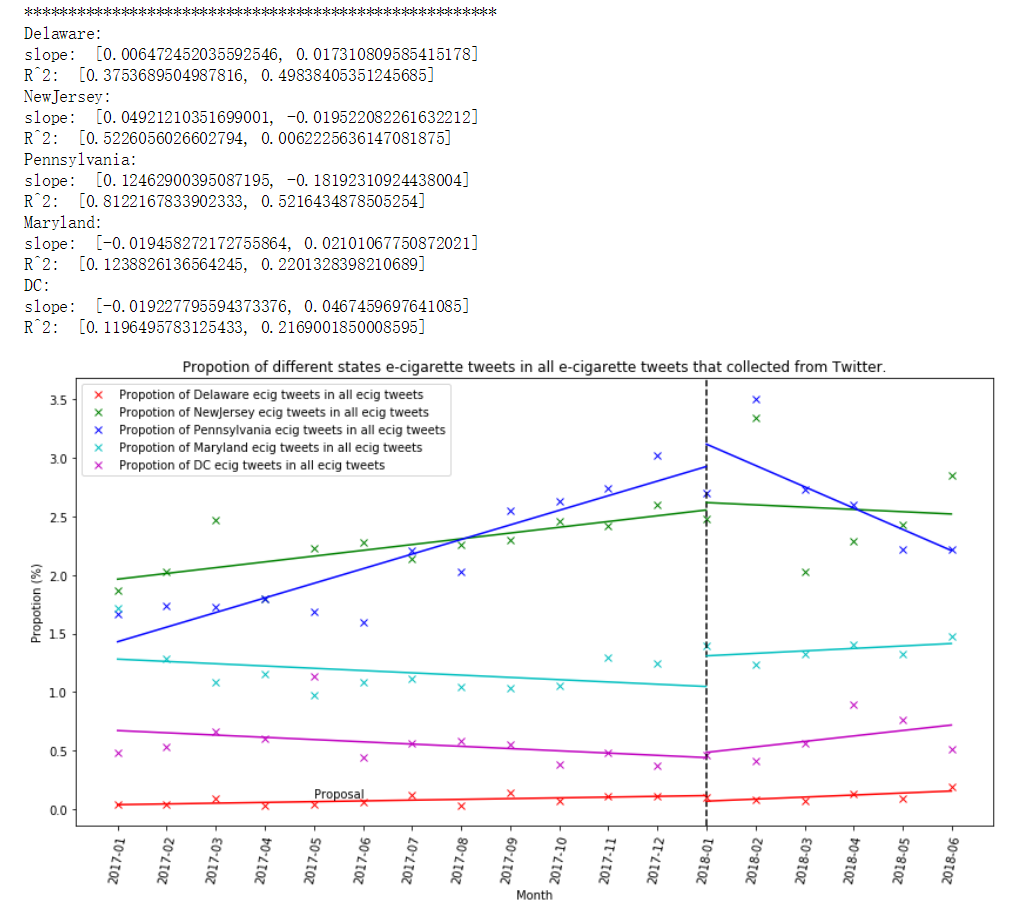 ******************************************************
Delaware:
slope:  [0.006472452035592546, 0.017310809585415178]
R^2:  [0.3753689504987816, 0.49838405351245685]
NewJersey:
slope:  [0.04921210351699001, -0.019522082261632212]
R^2:  [0.5226056026602794, 0.0062225636147081875]
Pennsylvania:
slope:  [0.12462900395087195, -0.18192310924438004]
R^2:  [0.8122167833902333, 0.5216434878505254]
Maryland:
slope:  [-0.019458272172755864, 0.02101067750872021]
R^2:  [0.1238826136564245, 0.2201328398210689]
DC:
slope:  [-0.019227795594373376, 0.0467459697641085]
R^2:  [0.1196495783125433, 0.2169001850008595]
Propotion of different states e-cigarette tweets in all e-cigarette tweets that collected from Twitter.
Propotion of Delaware ecig tweets in all ecig tweets
Propotion of NewJersey ecig tweets in all ecig tweets
Propotion of Pennsylvania ecig tweets in all ecig tweets
Propotion of Maryland ecig tweets in all ecig tweets
Propotion of DC ecig tweets in all ecig tweets
Propotion (%)
3.5
3.0
2.5
2.0
1.5
1.0
0.5
0.0
Proposal
2017-01
2017-02
2017-03
2017-04
2017-05
2017-06
2017-07
2017-08
2017-09
2017-10
2017-11
2017-12
2018-01
2018-02
2018-03
2018-04
2018-05
2018-06
Month